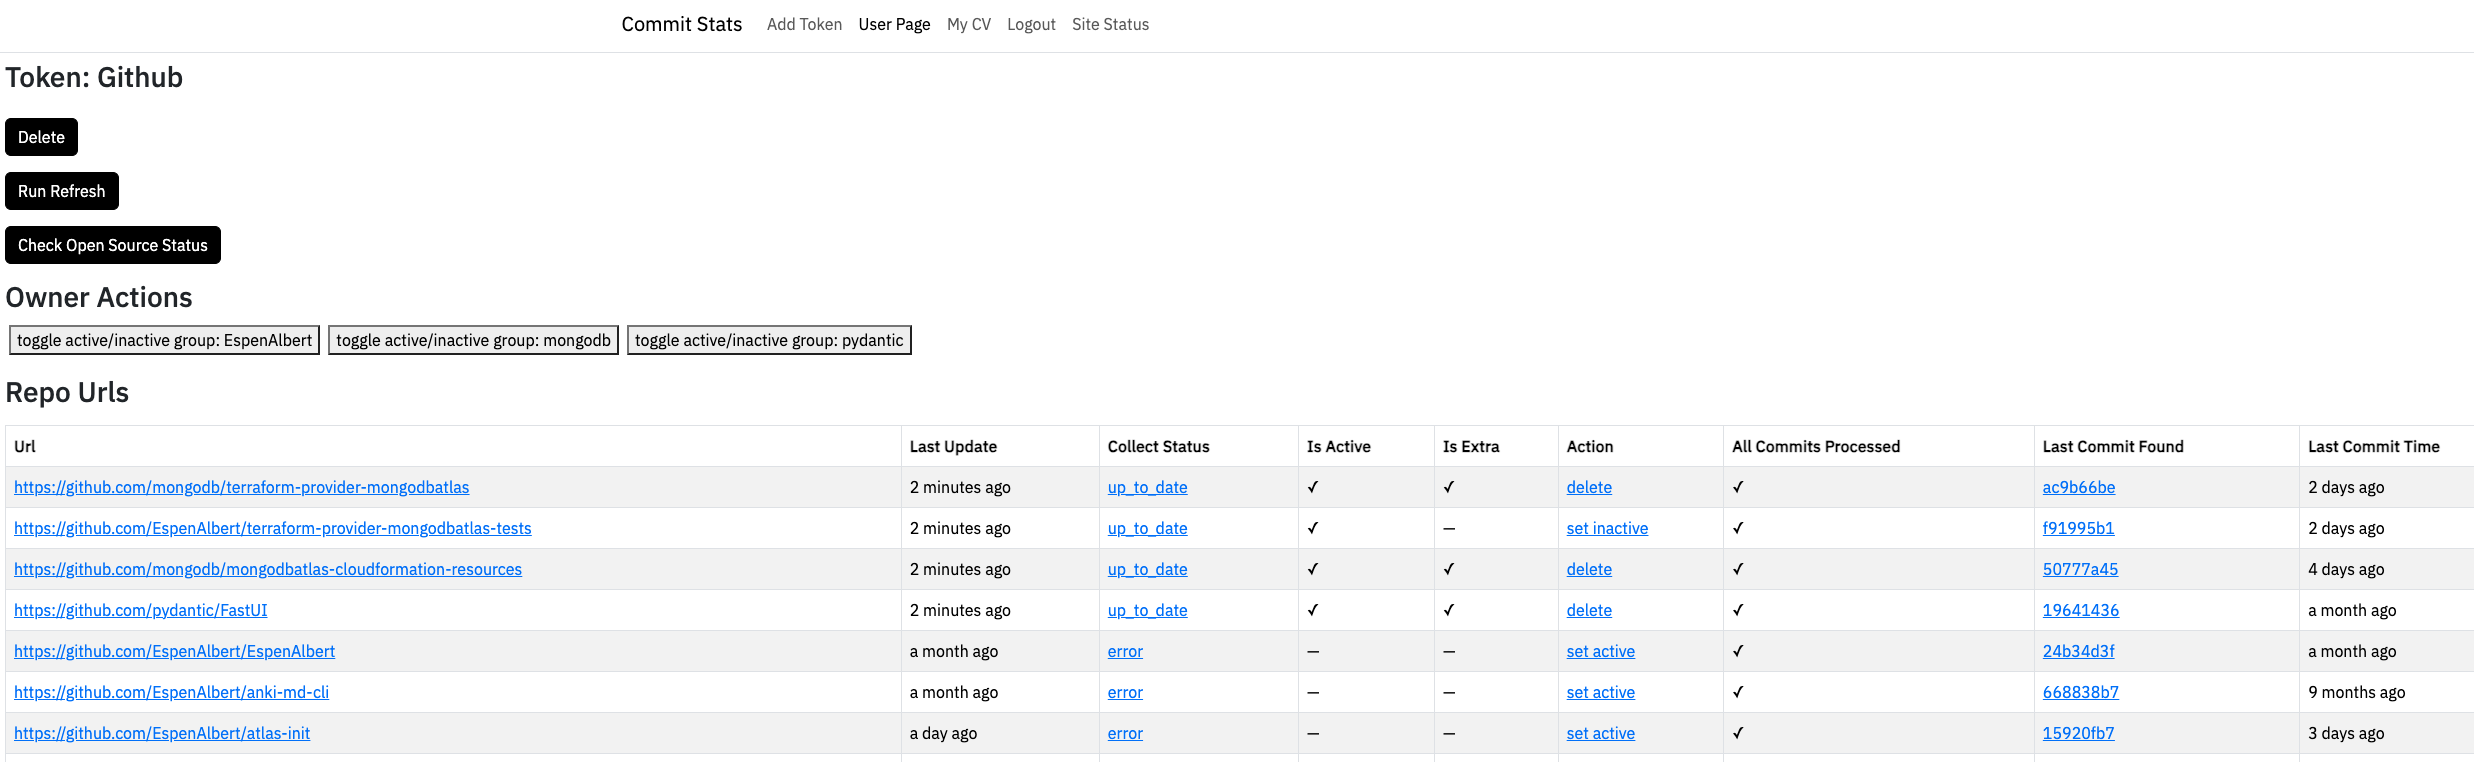 Commit Stats Add Token User Page My CV Logout Site Status
Token: Github
Delete
Run Refresh
Check Open Source Status
Owner Actions
toggle active/inactive group: EspenAlbert toggle active/inactive group: mongodb toggle active/inactive group: pydantic
Repo Urls
Url Last Update Collect Status Is Active Is Extra Action All Commits Processed Last Commit Found Last Commit Time
https://github.com/mongodb/terraform-provider-mongodbatlas 2 minutes ago up_to_date ✓ ✓ delete ✓ ac9b66be 2 days ago
https://github.com/EspenAlbert/terraform-provider-mongodbatlas-tests 2 minutes ago up_to_date ✓ — set inactive ✓ f91995b1 2 days ago
https://github.com/mongodb/mongodbatlas-cloudformation-resources 2 minutes ago up_to_date ✓ ✓ delete ✓ 50777a45 4 days ago
https://github.com/pydantic/FastUI 2 minutes ago up_to_date ✓ ✓ delete ✓ 19641436 a month ago
https://github.com/EspenAlbert/EspenAlbert a month ago error — — set active ✓ 24b34d3f a month ago
https://github.com/EspenAlbert/anki-md-cli a month ago error — — set active ✓ 668838b7 9 months ago
https://github.com/EspenAlbert/atlas-init a day ago error — — set active ✓ 15920fb7 3 days ago